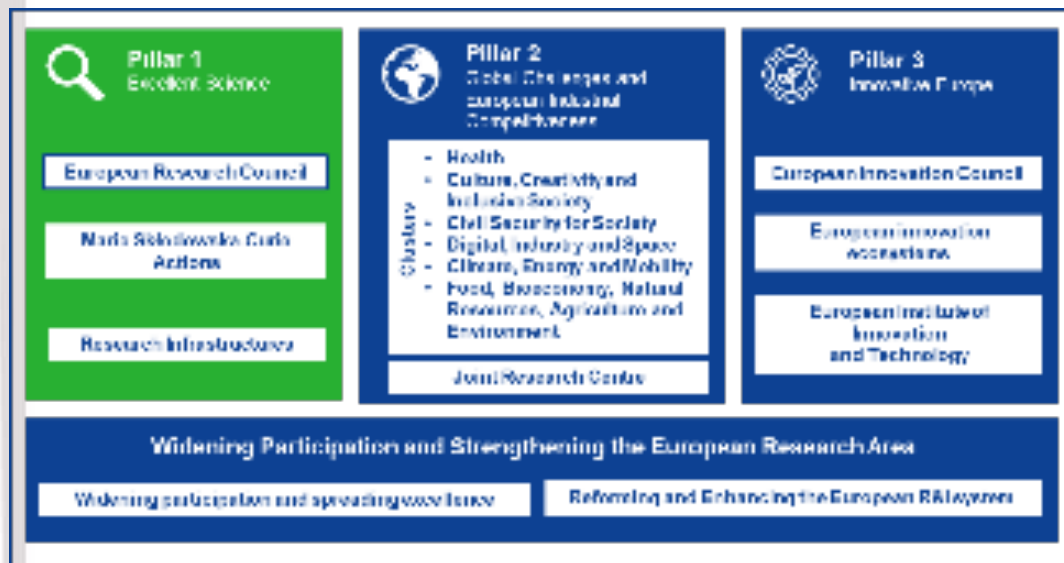 Pillar 1
Excellent Science
European Research Council
Maria Sklodowska Curie
Actions
Research Infrastructures
Pillar 2
Global Challenges and
European Industrial
Competitiveness
Clusters
- Health
- Culture, Creativity and
Inclusive Society
- Civil Security for Society
- Digital, Industry and Space
- Climate, Energy and Mobility
- Food, Bioeconomy, Natural
Resources, Agriculture and
Environment
Joint Research Centre
Pillar 3
Innovative Europe
European Innovation Council
European innovation
ecosystems
European Institute of
Innovation
and Technology
Widening Participation and Strengthening the European Research Area
Widening participation and spreading excellence
Reforming and Enhancing the European R&I system